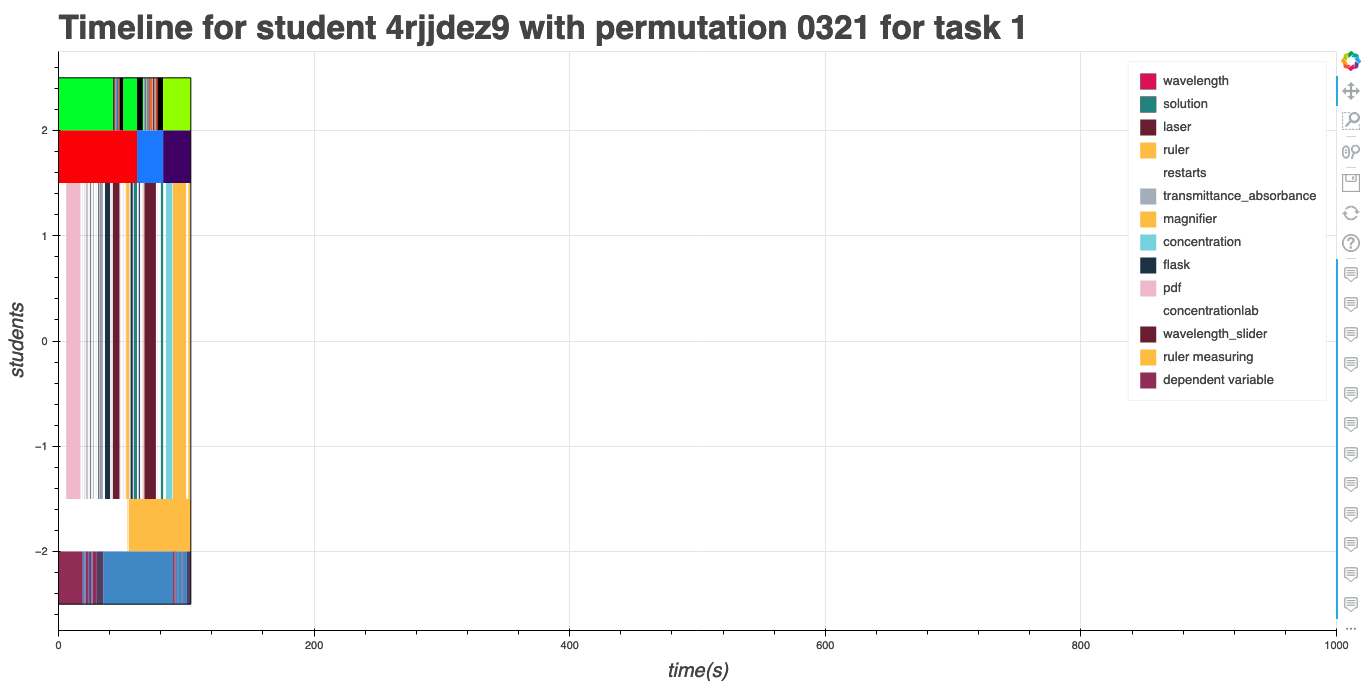 Timeline for student 4rjjdez9 with permutation 0321 for task 1
wavelength
solution
laser
ruler
restarts
transmittance_absorbance
magnifier
concentration
flask
pdf
concentrationlab
wavelength_slider
ruler measuring
dependent variable
students
2
1
0
−1
−2
0 200 400 600 800 1000
time(s)